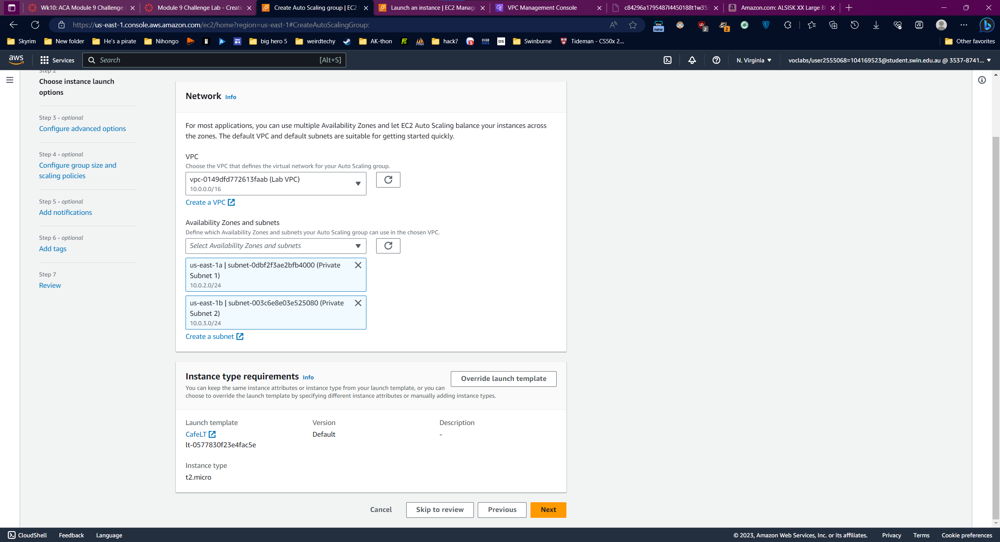 Wk10: ACA Module 9 Challenge
Module 9 Challenge Lab - Creati
Create Auto Scaling group | EC2
Launch an instance | EC2 Manage
VPC Management Console
c84296a1795487l4450188t1w353
Amazon.com: ALSISK XX Large B
https://us-east-1.console.aws.amazon.com/ec2/home?region=us-east-1#CreateAutoScalingGroup:
new
2
2
Skyrim
New folder
He's a pirate
Nihongo
big hero 5
weirdtechy
AK-thon
hack?
DS
Swinburne
Tideman - CS50x 2...
Other favorites
aws
Services
Search
[Alt+S]
N. Virginia
voclabs/user2555068=104169523@student.swin.edu.au @ 3537-8741...
Step 2
Choose instance launch
options
Step 3 - optional
Configure advanced options
Step 4 - optional
Configure group size and
scaling policies
Step 5 - optional
Add notifications
Step 6 - optional
Add tags
Step 7
Review
Network Info
For most applications, you can use multiple Availability Zones and let EC2 Auto Scaling balance your instances across
the zones. The default VPC and default subnets are suitable for getting started quickly.
VPC
Choose the VPC that defines the virtual network for your Auto Scaling group.
vpc-0149dfd772613faab (Lab VPC)
10.0.0.0/16
Create a VPC
Availability Zones and subnets
Define which Availability Zones and subnets your Auto Scaling group can use in the chosen VPC.
Select Availability Zones and subnets
us-east-1a | subnet-0dbf2f3ae2bfb4000 (Private
Subnet 1)
10.0.2.0/24
us-east-1b | subnet-003c6e8e03e525080 (Private
Subnet 2)
10.0.3.0/24
Create a subnet
Instance type requirements Info
Override launch template
You can keep the same instance attributes or instance type from your launch template, or you can
choose to override the launch template by specifying different instance attributes or manually adding instance types.
Launch template
Version
Description
CafeLT
Default
-
lt-0577830f23e4fac5e
Instance type
t2.micro
Cancel
Skip to review
Previous
Next
CloudShell
Feedback
Language
© 2023, Amazon Web Services, Inc. or its affiliates.
Privacy
Terms
Cookie preferences